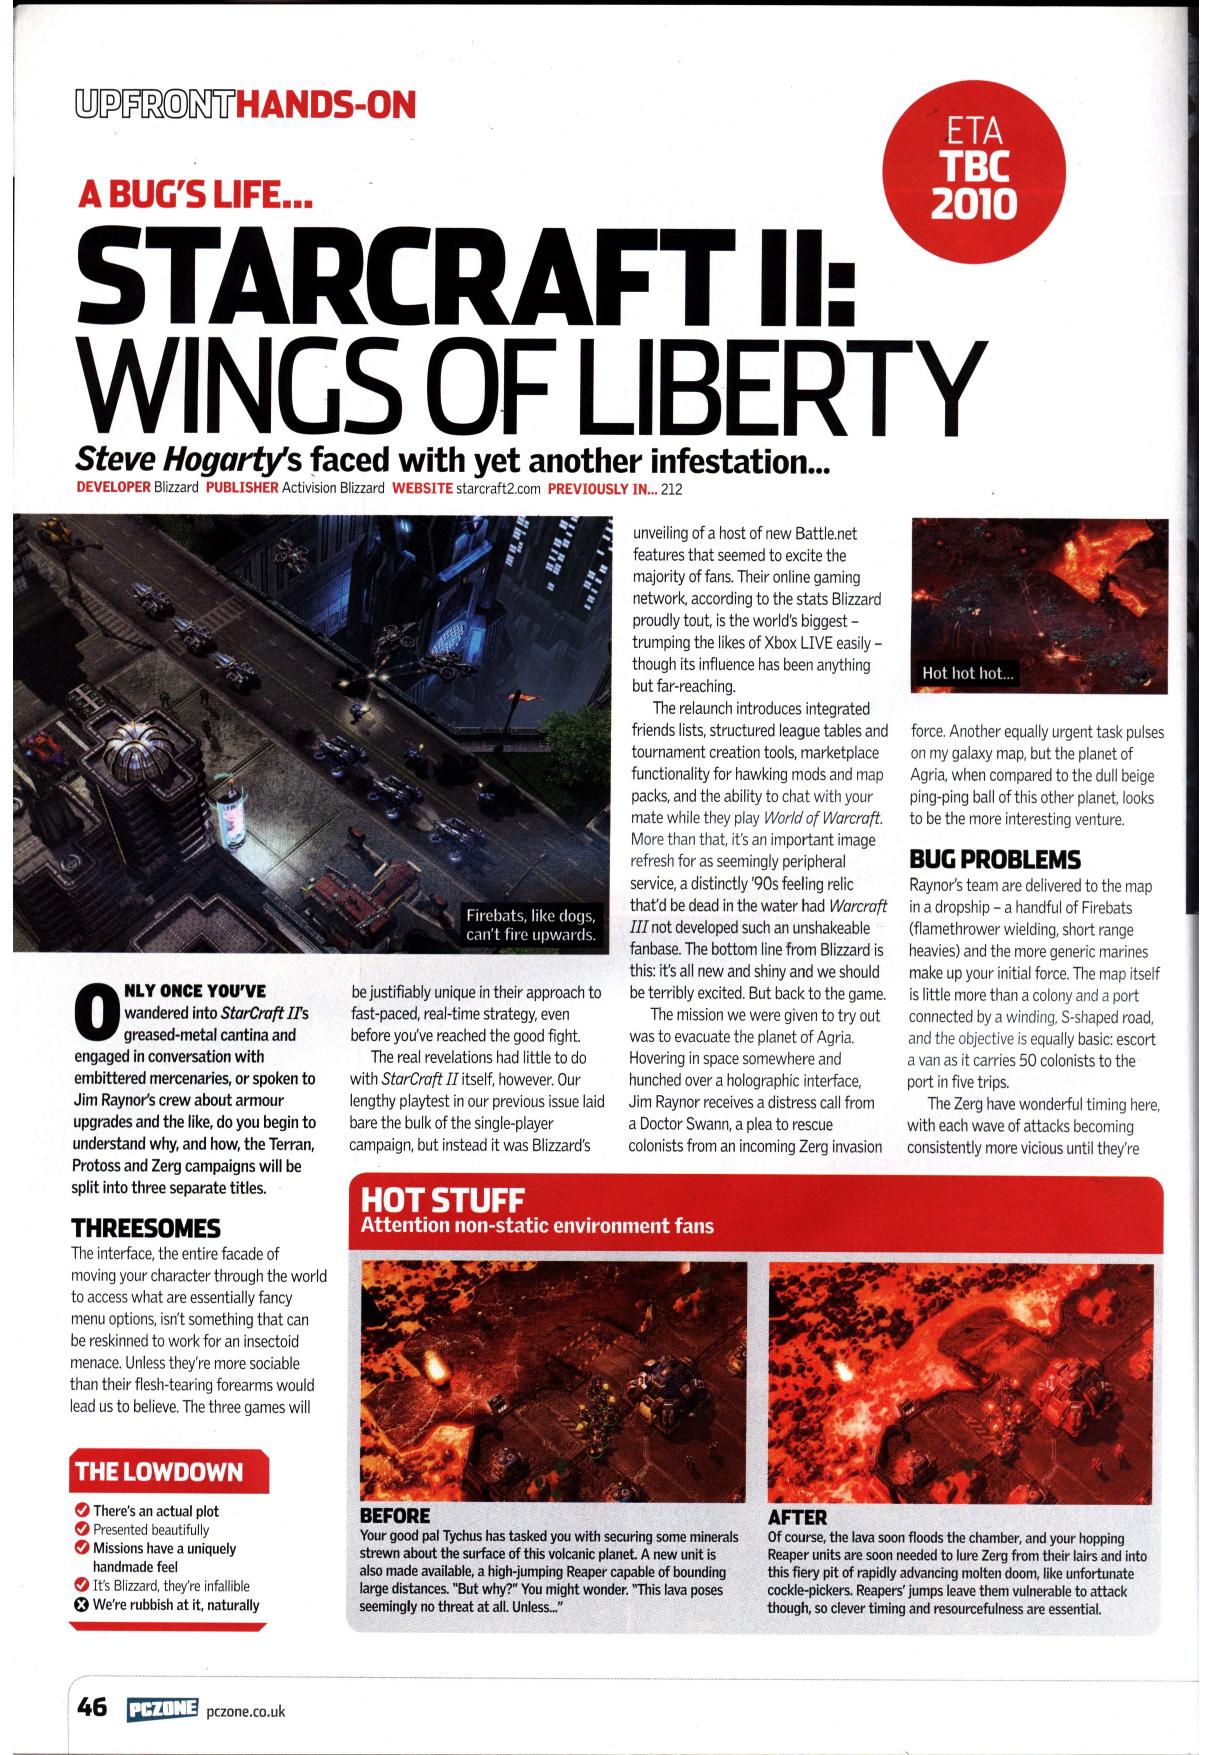 UPFRONTHANDS-ON
ETA
TBC
2010
A BUG'S LIFE...
STARCRAFT II:
WINGS OF LIBERTY
Steve Hogarty's faced with yet another infestation...
DEVELOPER Blizzard PUBLISHER Activision Blizzard WEBSITE starcraft2.com PREVIOUSLY IN... 212
Firebats, like dogs,
can't fire upwards.
ONLY ONCE YOU'VE
wandered into StarCraft II's
greased-metal cantina and
engaged in conversation with
embittered mercenaries, or spoken to
Jim Raynor's crew about armour
upgrades and the like, do you begin to
understand why, and how, the Terran,
Protoss and Zerg campaigns will be
split into three separate titles.
THREESOMES
The interface, the entire facade of
moving your character through the world
to access what are essentially fancy
menu options, isn't something that can
be reskinned to work for an insectoid
menace. Unless they're more sociable
than their flesh-tearing forearms would
lead us to believe. The three games will
be justifiably unique in their approach to
fast-paced, real-time strategy, even
before you've reached the good fight.
The real revelations had little to do
with StarCraft II itself, however. Our
lengthy playtest in our previous issue laid
bare the bulk of the single-player
campaign, but instead it was Blizzard's
unveiling of a host of new Battle.net
features that seemed to excite the
majority of fans. Their online gaming
network, according to the stats Blizzard
proudly tout, is the world's biggest –
trumping the likes of Xbox LIVE easily –
though its influence has been anything
but far-reaching.
The relaunch introduces integrated
friends lists, structured league tables and
tournament creation tools, marketplace
functionality for hawking mods and map
packs, and the ability to chat with your
mate while they play World of Warcraft.
More than that, it's an important image
refresh for as seemingly peripheral
service, a distinctly '90s feeling relic
that'd be dead in the water had Warcraft
III not developed such an unshakeable
fanbase. The bottom line from Blizzard is
this: it's all new and shiny and we should
be terribly excited. But back to the game.
The mission we were given to try out
was to evacuate the planet of Agria.
Hovering in space somewhere and
hunched over a holographic interface,
Jim Raynor receives a distress call from
a Doctor Swann, a plea to rescue
colonists from an incoming Zerg invasion
Hot hot hot...
force. Another equally urgent task pulses
on my galaxy map, but the planet of
Agria, when compared to the dull beige
ping-ping ball of this other planet, looks
to be the more interesting venture.
BUG PROBLEMS
Raynor's team are delivered to the map
in a dropship – a handful of Firebats
(flamethrower wielding, short range
heavies) and the more generic marines
make up your initial force. The map itself
is little more than a colony and a port
connected by a winding, S-shaped road,
and the objective is equally basic: escort
a van as it carries 50 colonists to the
port in five trips.
The Zerg have wonderful timing here,
with each wave of attacks becoming
consistently more vicious until they're
THE LOWDOWN
There's an actual plot
Presented beautifully
Missions have a uniquely
handmade feel
It's Blizzard, they're infallible
We're rubbish at it, naturally
HOT STUFF
Attention non-static environment fans
BEFORE
Your good pal Tychus has tasked you with securing some minerals
strewn about the surface of this volcanic planet. A new unit is
also made available, a high-jumping Reaper capable of bounding
large distances. "But why?" You might wonder. "This lava poses
seemingly no threat at all. Unless..."
AFTER
Of course, the lava soon floods the chamber, and your hopping
Reaper units are soon needed to lure Zerg from their lairs and into
this fiery pit of rapidly advancing molten doom, like unfortunate
cockle-pickers. Reapers' jumps leave them vulnerable to attack
though, so clever timing and resourcefulness are essential.
46 PCZONE pczone.co.uk